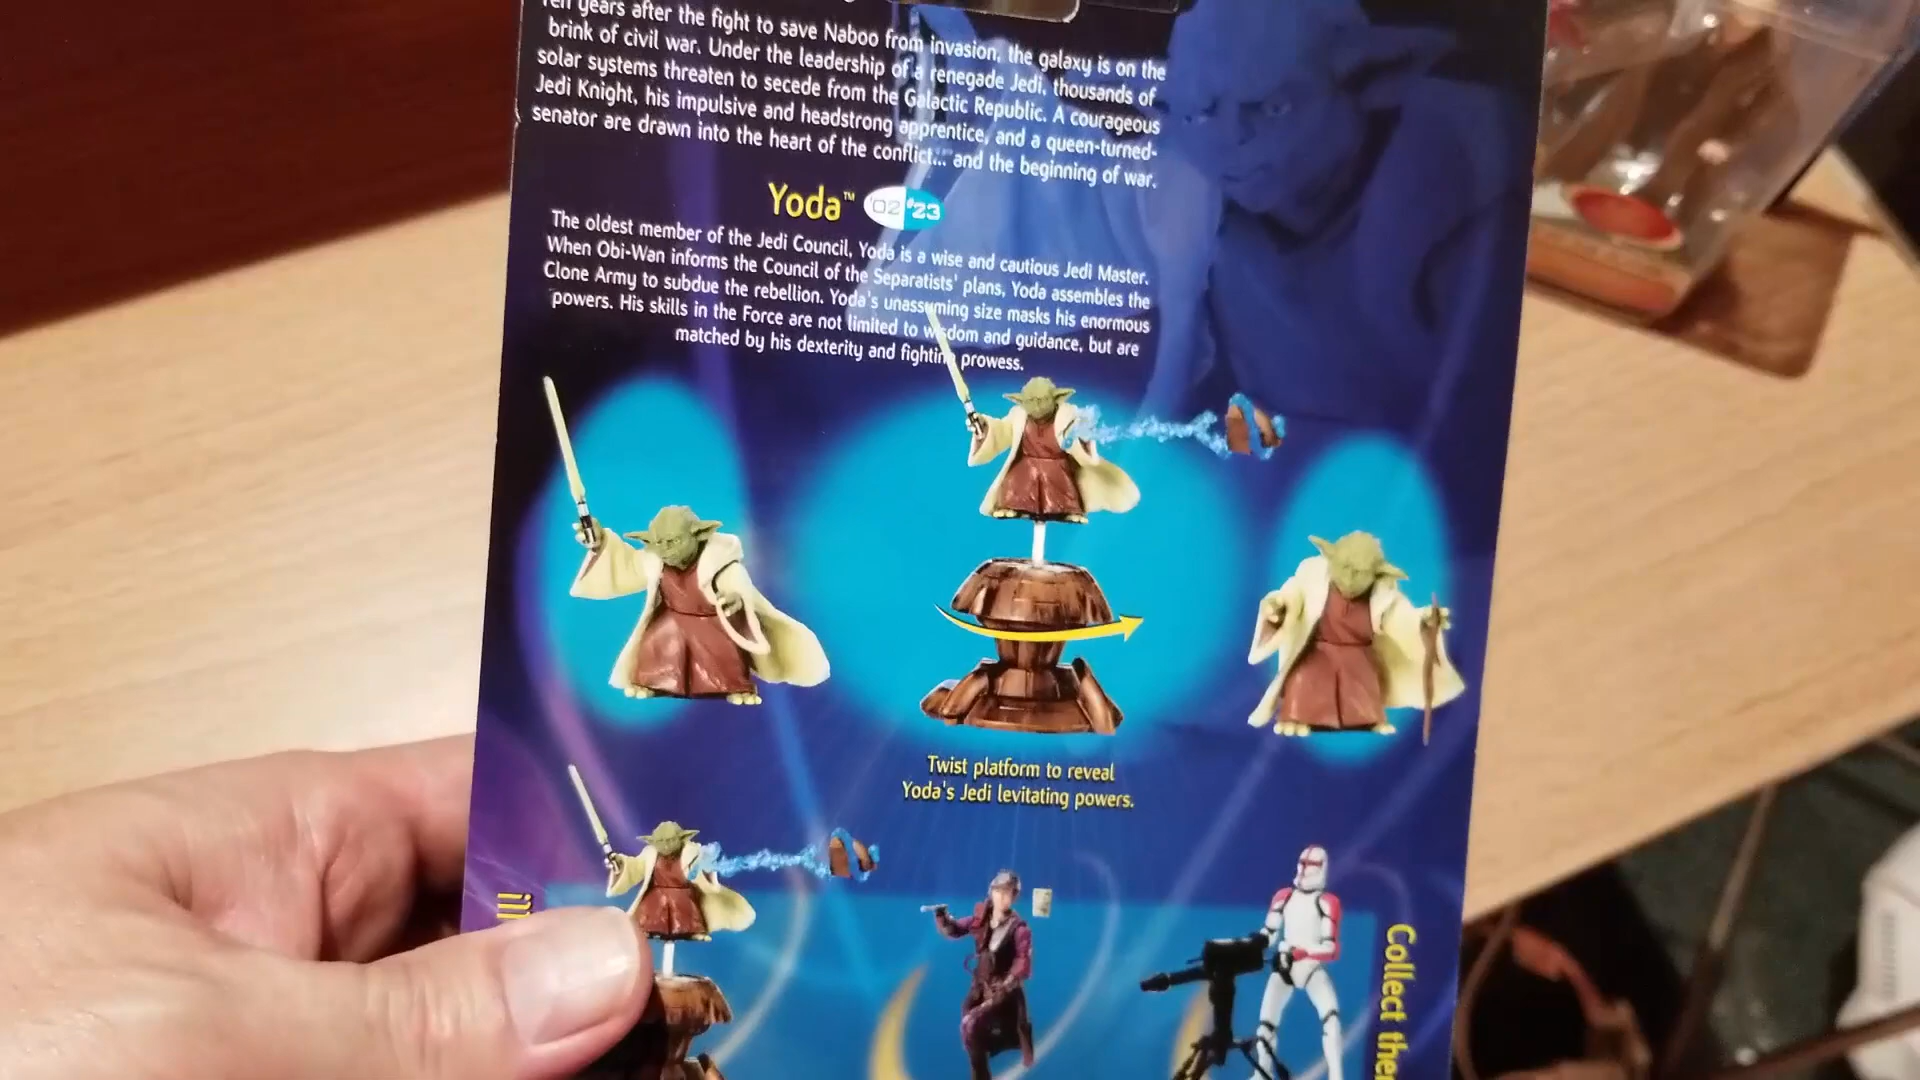 Ten years after the fight to save Naboo from invasion, the galaxy is on the
brink of civil war. Under the leadership of a renegade Jedi, thousands of
solar systems threaten to secede from the Galactic Republic. A courageous
Jedi Knight, his impulsive and headstrong apprentice, and a queen-turned-
senator are drawn into the heart of the conflict... and the beginning of war.
Yoda™ '02 #23
The oldest member of the Jedi Council, Yoda is a wise and cautious Jedi Master.
When Obi-Wan informs the Council of the Separatists' plans, Yoda assembles the
Clone Army to subdue the rebellion. Yoda's unassuming size masks his enormous
powers. His skills in the Force are not limited to wisdom and guidance, but are
matched by his dexterity and fighting prowess.
Twist platform to reveal
Yoda's Jedi levitating powers.
Collect